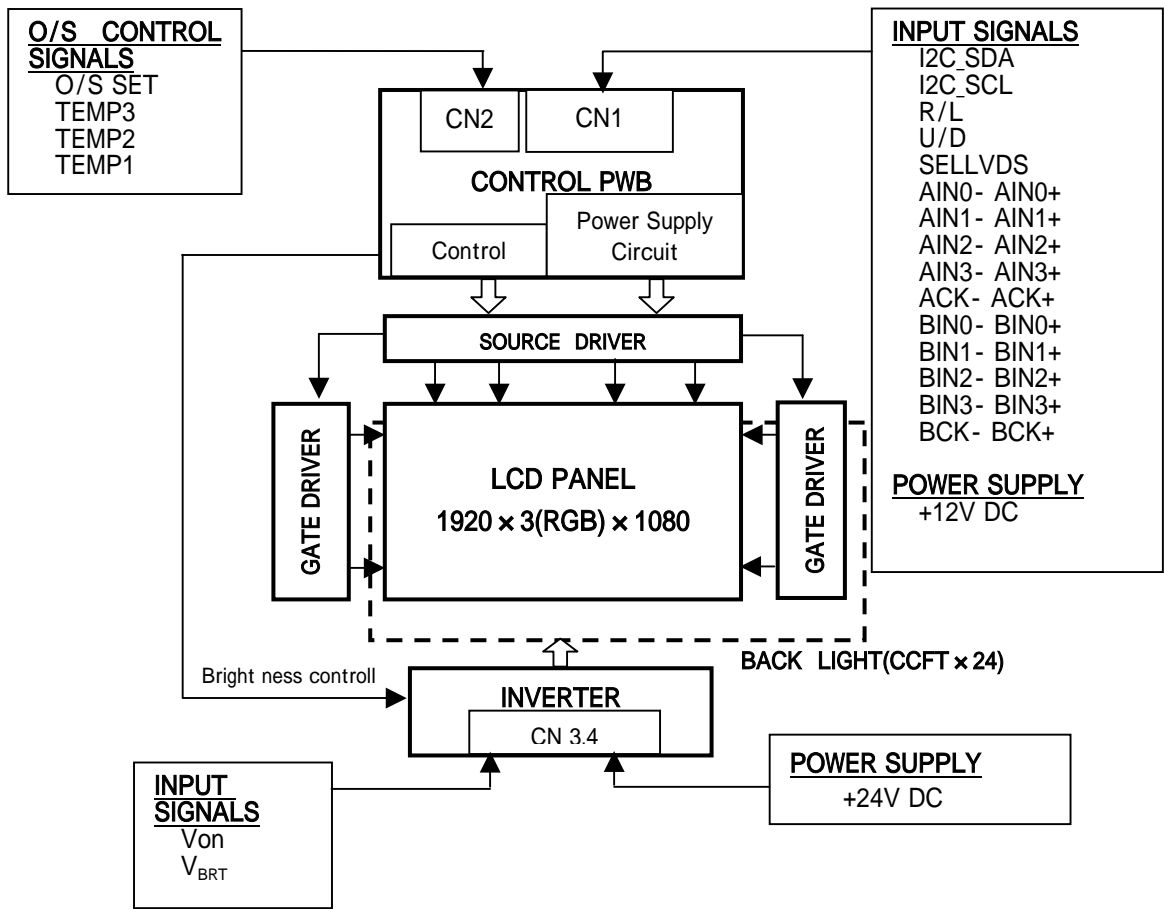 O/S CONTROL
SIGNALS
O/S SET
TEMP3
TEMP2
TEMP1
INPUT SIGNALS
I2C_SDA
I2C_SCL
R/L
U/D
SELLVDS
AIN0- AIN0+
AIN1- AIN1+
AIN2- AIN2+
AIN3- AIN3+
ACK- ACK+
BIN0- BIN0+
BIN1- BIN1+
BIN2- BIN2+
BIN3- BIN3+
BCK- BCK+
POWER SUPPLY
+12V DC
CN2
CN1
CONTROL PWB
Control
Power Supply
Circuit
SOURCE DRIVER
GATE DRIVER
LCD PANEL
1920 × 3(RGB) × 1080
GATE DRIVER
BACK LIGHT(CCFT × 24)
Bright ness controll
INVERTER
CN 3.4
INPUT
SIGNALS
Von
VBRT
POWER SUPPLY
+24V DC